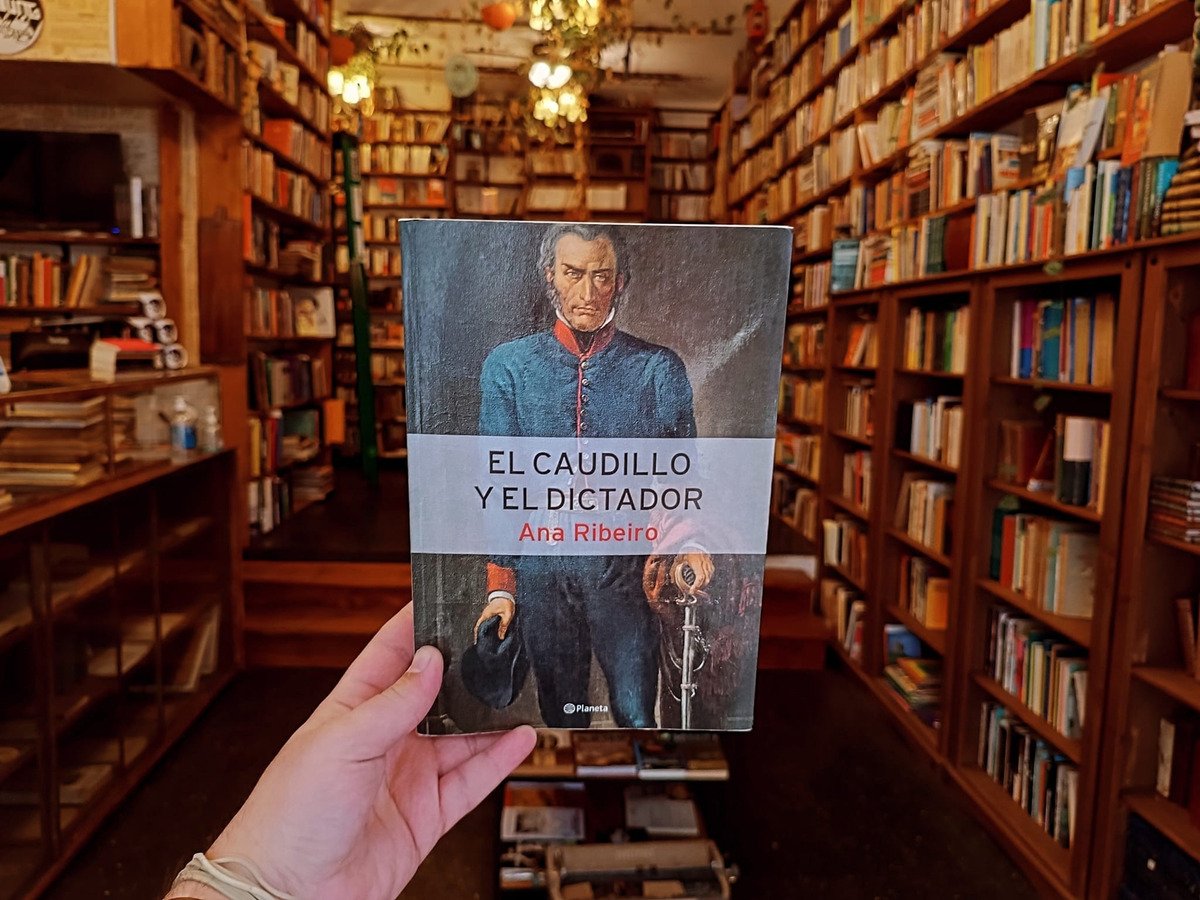 EL CAUDILLO
Y EL DICTADOR
Ana Ribeiro
Planeta